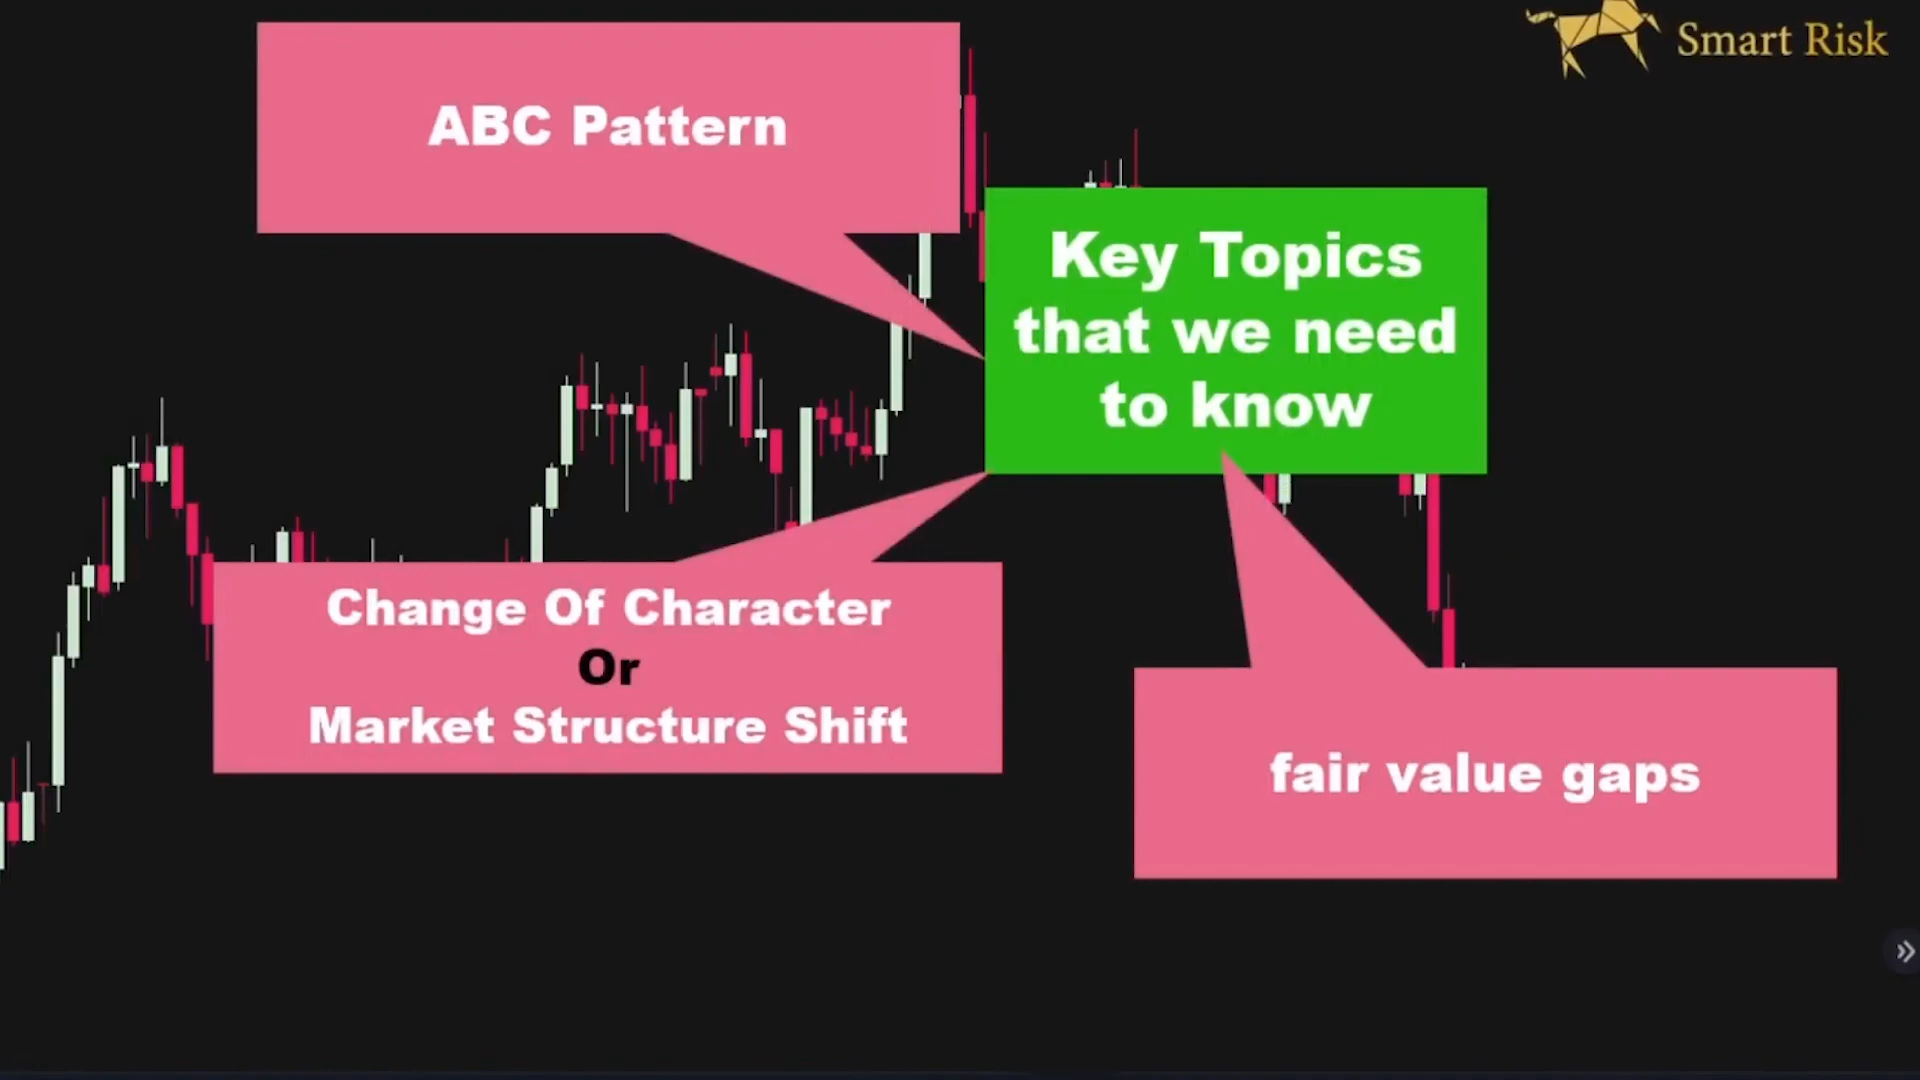 Smart Risk
ABC Pattern
Key Topics
that we need
to know
Change Of Character
Or
Market Structure Shift
fair value gaps